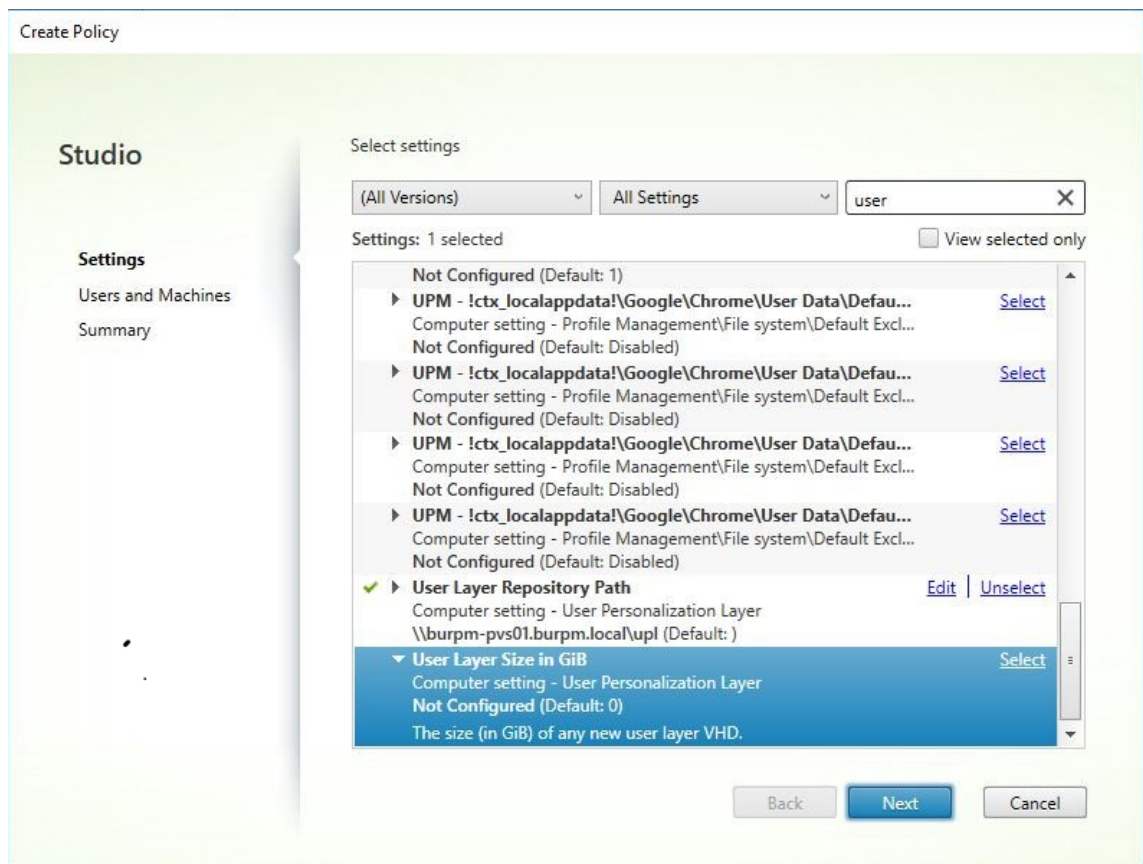 Create Policy
Studio
Settings
Users and Machines
Summary
Select settings
(All Versions)
All Settings
user
Settings: 1 selected
View selected only
Not Configured (Default: 1)
UPM - !ctx_localappdata!\Google\Chrome\User Data\Defau... Select
Computer setting - Profile Management\File system\Default Excl...
Not Configured (Default: Disabled)
UPM - !ctx_localappdata!\Google\Chrome\User Data\Defau... Select
Computer setting - Profile Management\File system\Default Excl...
Not Configured (Default: Disabled)
UPM - !ctx_localappdata!\Google\Chrome\User Data\Defau... Select
Computer setting - Profile Management\File system\Default Excl...
Not Configured (Default: Disabled)
UPM - !ctx_localappdata!\Google\Chrome\User Data\Defau... Select
Computer setting - Profile Management\File system\Default Excl...
Not Configured (Default: Disabled)
User Layer Repository Path Edit | Unselect
Computer setting - User Personalization Layer
\\burpm-pvs01.burpm.local\upl (Default: )
User Layer Size in GiB Select
Computer setting - User Personalization Layer
Not Configured (Default: 0)
The size (in GiB) of any new user layer VHD.
Back
Next
Cancel